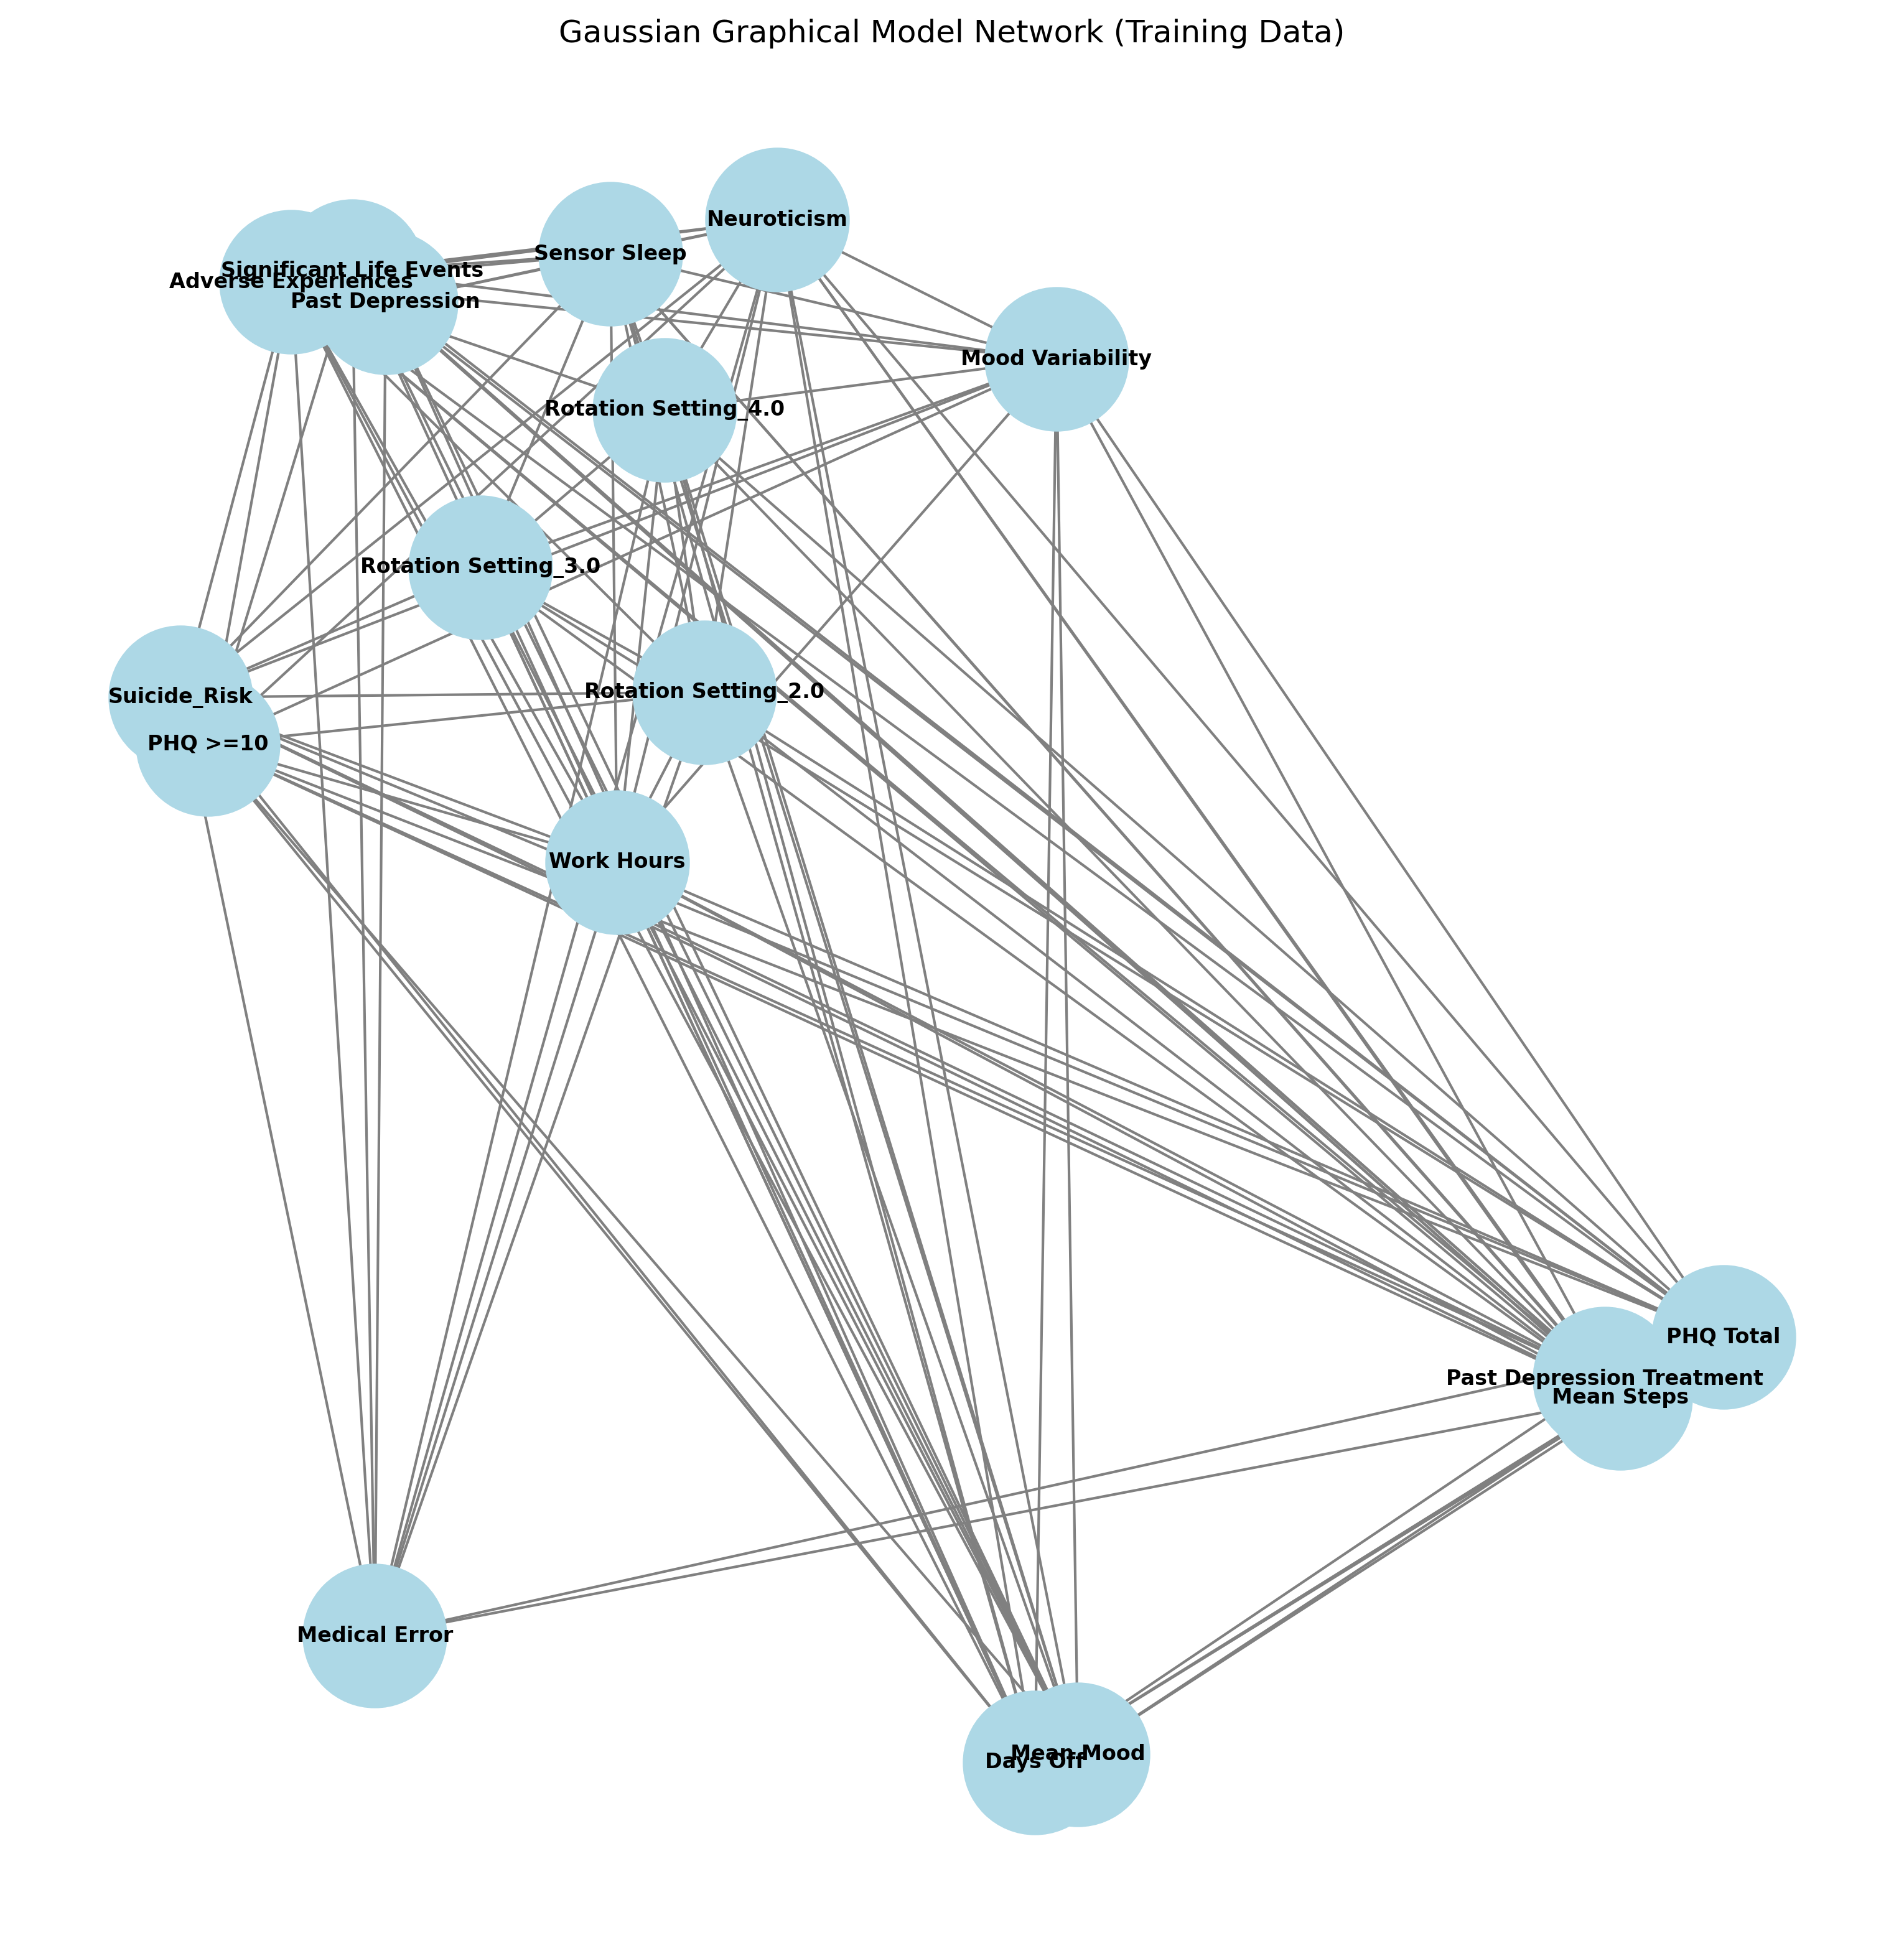 Gaussian Graphical Model Network (Training Data)
Neuroticism
Sensor Sleep
Significant Life Events
Adverse Experiences
Past Depression
Mood Variability
Rotation Setting_4.0
Rotation Setting_3.0
Rotation Setting_2.0
Suicide_Risk
PHQ >=10
Work Hours
PHQ Total
Past Depression Treatment
Mean Steps
Medical Error
Mean Mood
Days Off